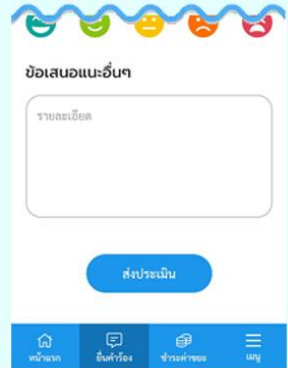 ข้อเสนอแนะอื่นๆ
รายละเอียด
ส่งประเมิน
หน้าแรก ยื่นคำร้อง ชำระค่าขยะ เมนู